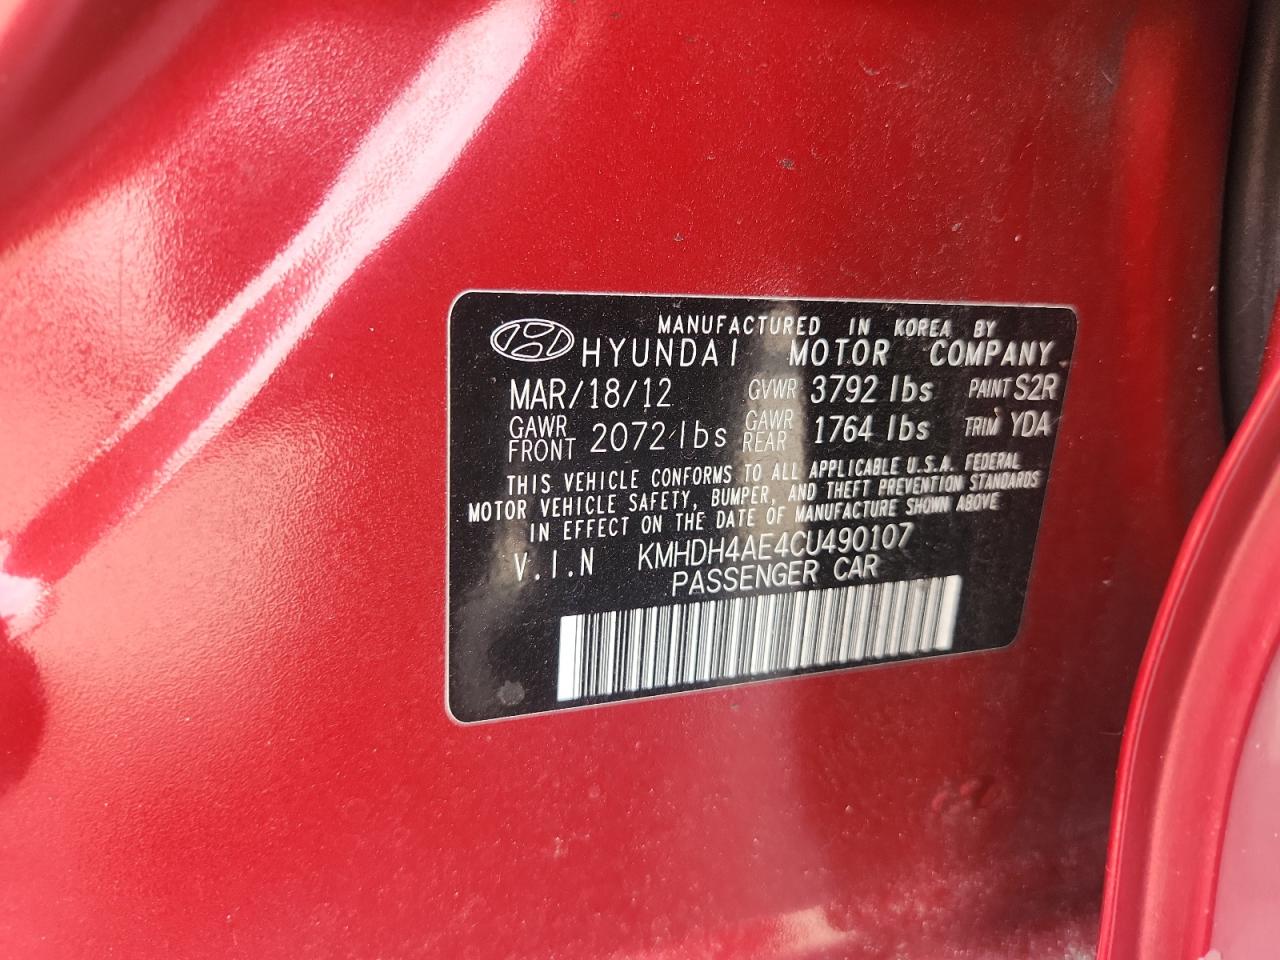 MANUFACTURED IN KOREA BY
HYUNDAI MOTOR COMPANY
MAR/18/12 GVWR 3792 lbs PAINT S2R
GAWR FRONT 2072 lbs GAWR REAR 1764 lbs TRIM YDA
THIS VEHICLE CONFORMS TO ALL APPLICABLE U.S.A. FEDERAL
MOTOR VEHICLE SAFETY, BUMPER, AND THEFT PREVENTION STANDARDS
IN EFFECT ON THE DATE OF MANUFACTURE SHOWN ABOVE
V.I.N KMHDH4AE4CU490107
PASSENGER CAR